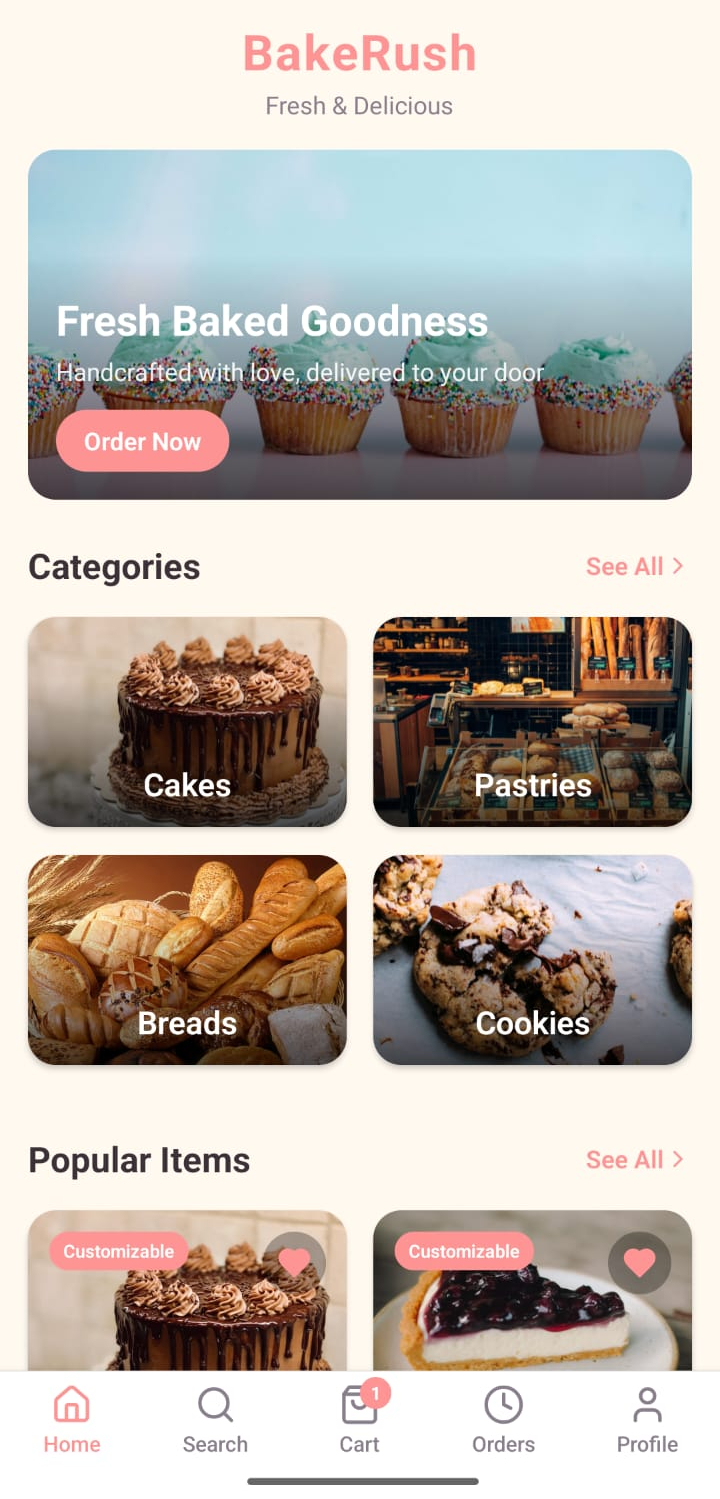 BakeRush
Fresh & Delicious
Fresh Baked Goodness
Handcrafted with love, delivered to your door
Order Now
Categories
See All
Cakes
Pastries
Breads
Cookies
Popular Items
See All
Customizable
Customizable
1
Home
Search
Cart
Orders
Profile